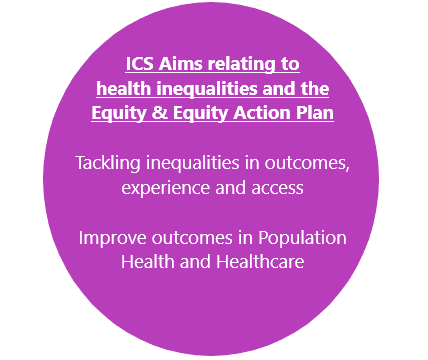 ICS Aims relating to
health inequalities and the
Equity & Equity Action Plan
Tackling inequalities in outcomes,
experience and access
Improve outcomes in Population
Health and Healthcare